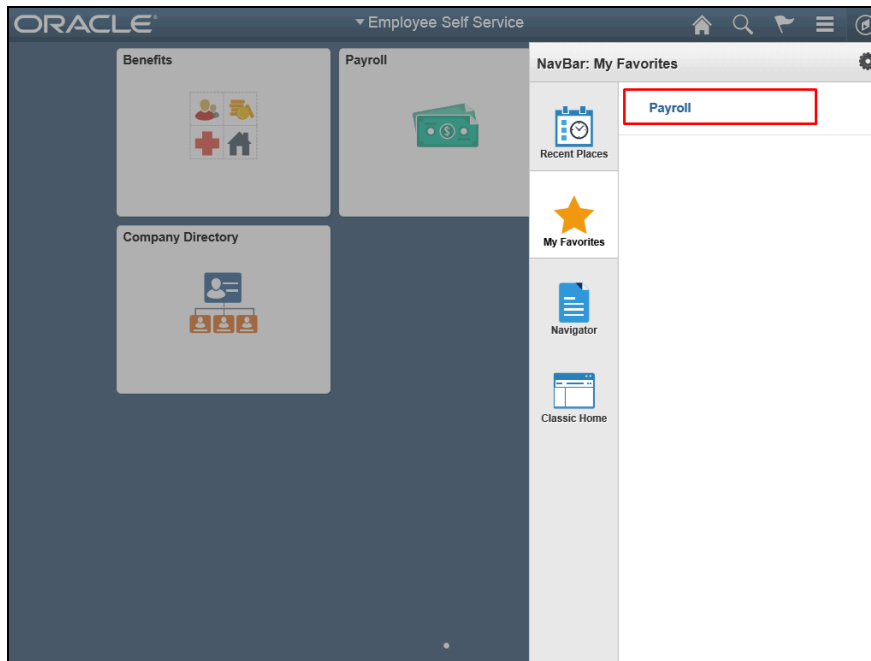 ORACLE
Employee Self Service
Benefits
Payroll
Company Directory
NavBar: My Favorites
Recent Places
My Favorites
Navigator
Classic Home
Payroll